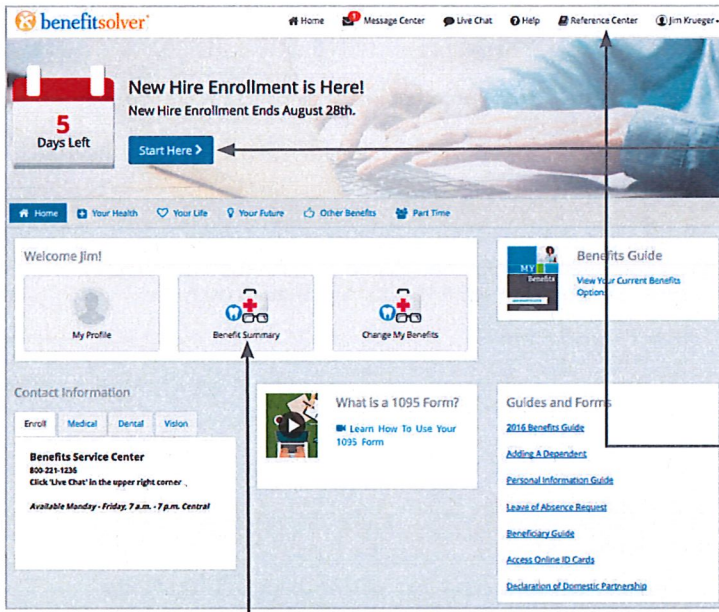 benefitsolver
Home 1 Message Center Live Chat Help Reference Center Jim Krueger
New Hire Enrollment is Here!
New Hire Enrollment Ends August 28th.
5
Days Left
Start Here >
Home Your Health Your Life Your Future Other Benefits Part Time
Welcome Jim!
My Profile
Benefit Summary
Change My Benefits
MY
Benefits
Benefits Guide
View Your Current Benefits
Options
Contact Information
Enroll Medical Dental Vision
Benefits Service Center
800-221-1236
Click 'Live Chat' in the upper right corner
Available Monday - Friday, 7 a.m. - 7 p.m. Central
What is a 1095 Form?
Learn How To Use Your
1095 Form
Guides and Forms
2016 Benefits Guide
Adding A Dependent
Personal Information Guide
Leave of Absence Request
Beneficiary Guide
Access Online ID Cards
Declaration of Domestic Partnership